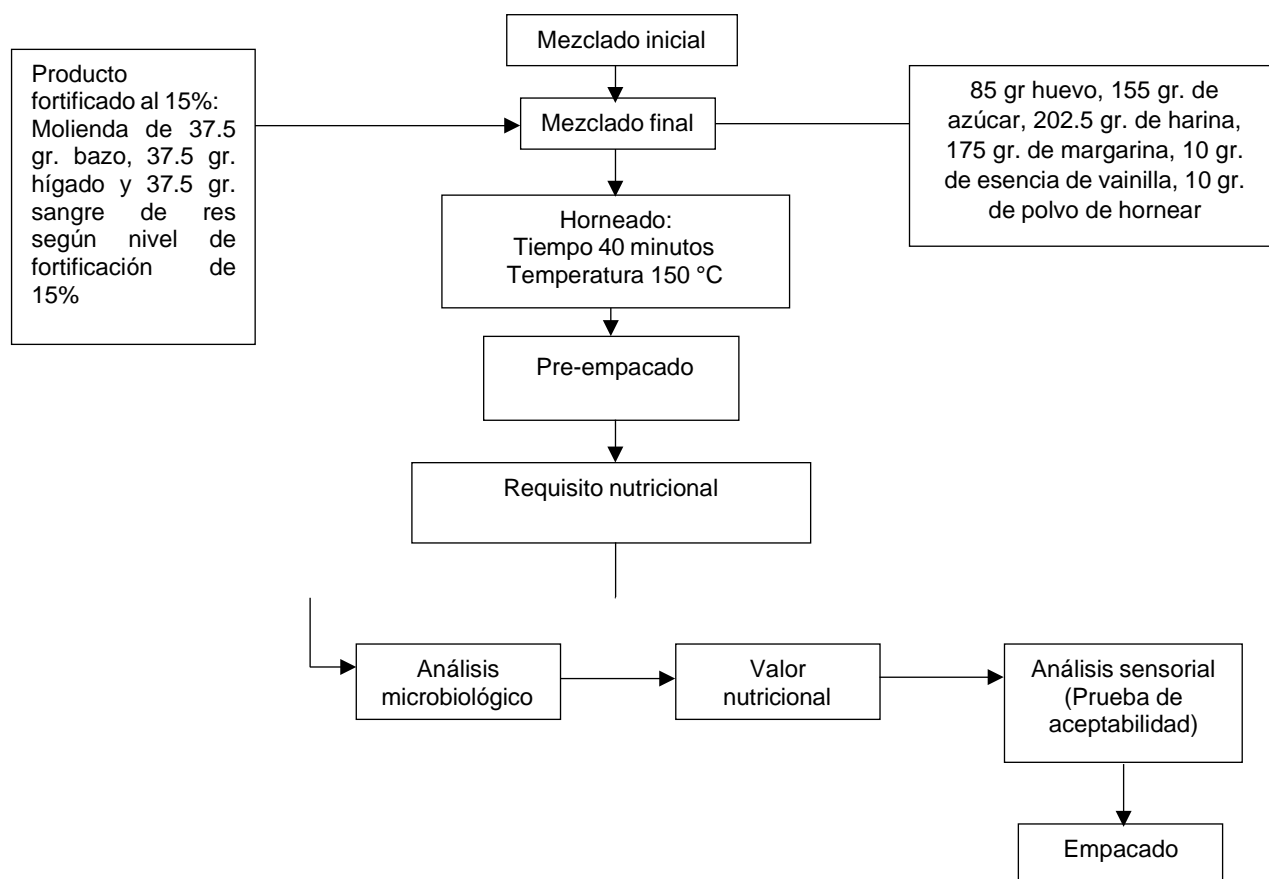 Mezclado inicial
Producto
fortificado al 15%:
Molienda de 37.5
gr. bazo, 37.5 gr.
hígado y 37.5 gr.
sangre de res
según nivel de
fortificación de
15%
Mezclado final
85 gr huevo, 155 gr. de
azúcar, 202.5 gr. de harina,
175 gr. de margarina, 10 gr.
de esencia de vainilla, 10 gr.
de polvo de hornear
Horneado:
Tiempo 40 minutos
Temperatura 150 °C
Pre-empacado
Requisito nutricional
Análisis
microbiológico
Valor
nutricional
Análisis sensorial
(Prueba de
aceptabilidad)
Empacado